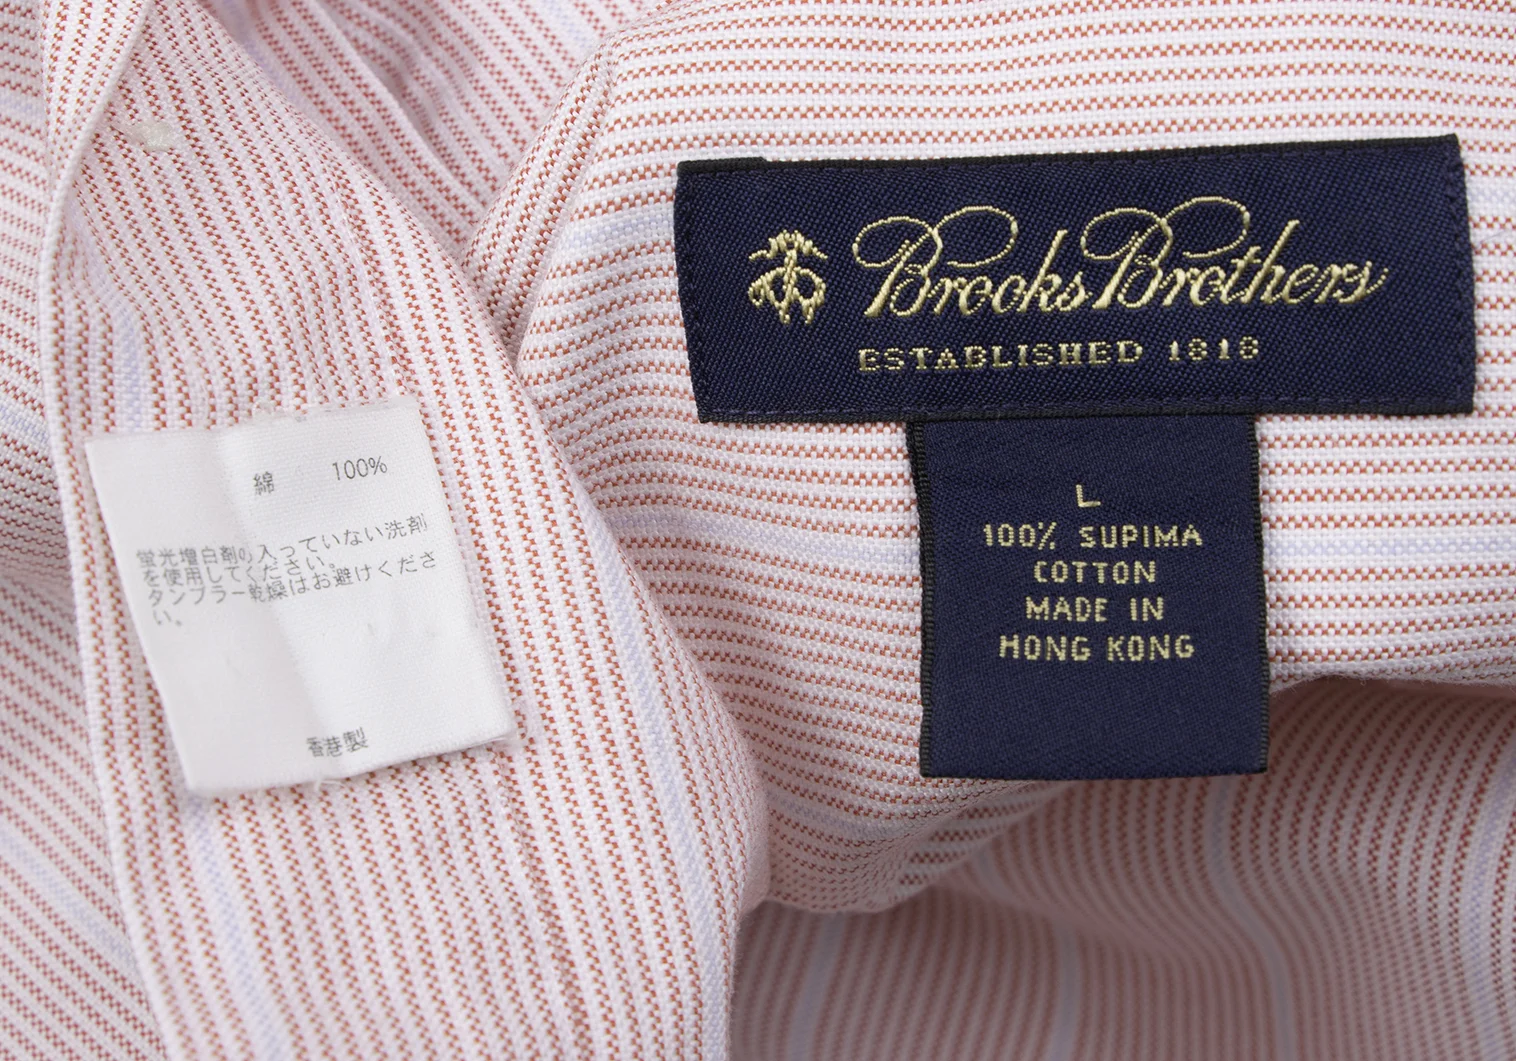 綿 100%
蛍光増白剤の入っていない洗剤
を使用してください。
タンブラー乾燥はお避けくださ
い。
香港製
Brooks Brothers
ESTABLISHED 1818
L
100% SUPIMA
COTTON
MADE IN
HONG KONG